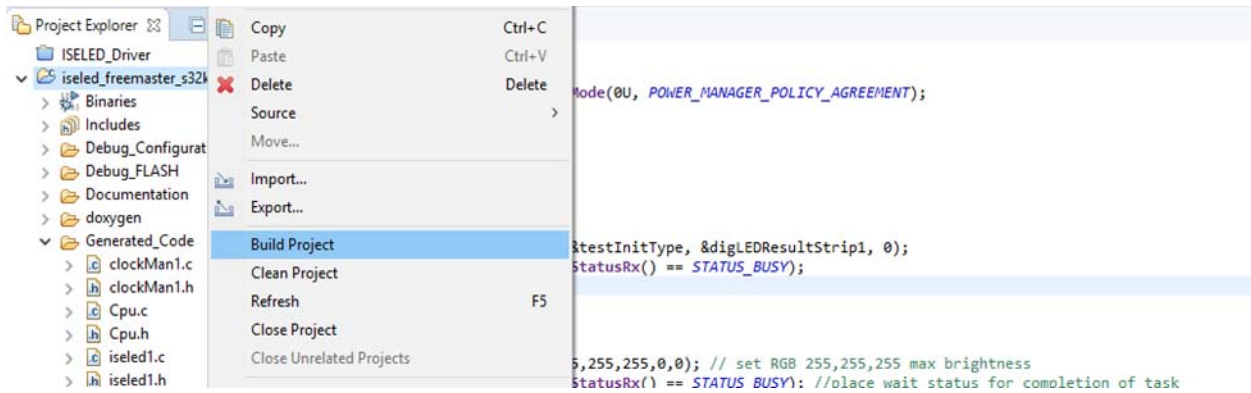 Project Explorer
ISELED_Driver
iseled_freemaster_s32k
Binaries
Includes
Debug_Configurat
Debug_FLASH
Documentation
doxygen
Generated_Code
clockMan1.c
clockMan1.h
Cpu.c
Cpu.h
iseled1.c
iseled1.h
Copy Ctrl+C
Paste Ctrl+V
Delete Delete
Source
Move...
Import...
Export...
Build Project
Clean Project
Refresh F5
Close Project
Close Unrelated Projects
Mode(0U, POWER_MANAGER_POLICY_AGREEMENT);
&testInitType, &digLEDResultStrip1, 0);
StatusRx() == STATUS_BUSY);
5,255,255,0,0); // set RGB 255,255,255 max brightness
StatusRx() == STATUS_BUSY); //place wait status for completion of task